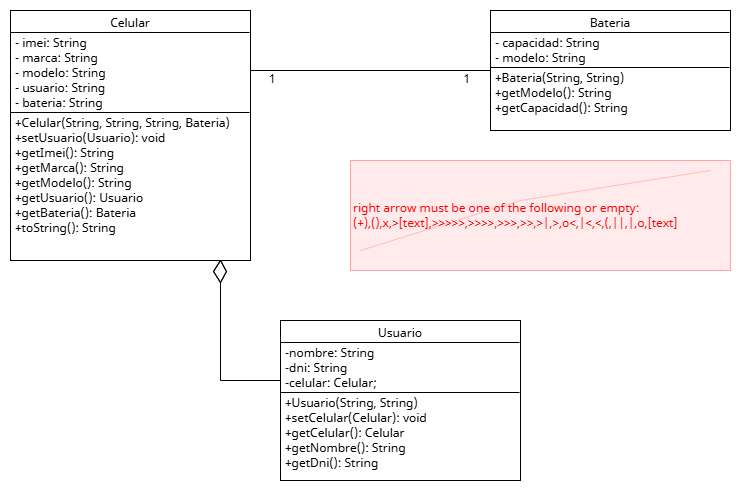 Celular
- imei: String
- marca: String
- modelo: String
- usuario: String
- bateria: String
+Celular(String, String, String, Bateria)
+setUsuario(Usuario): void
+getImei(): String
+getMarca(): String
+getModelo(): String
+getUsuario(): Usuario
+getBateria(): Bateria
+toString(): String
1
1
Bateria
- capacidad: String
- modelo: String
+Bateria(String, String)
+getModelo(): String
+getCapacidad(): String
right arrow must be one of the following or empty:
(+),(),x,>[text],>>>>>,>>>>,>>>,>>,>|,>,o<,|<,<,(,||,|,o,[text]
Usuario
-nombre: String
-dni: String
-celular: Celular;
+Usuario(String, String)
+setCelular(Celular): void
+getCelular(): Celular
+getNombre(): String
+getDni(): String